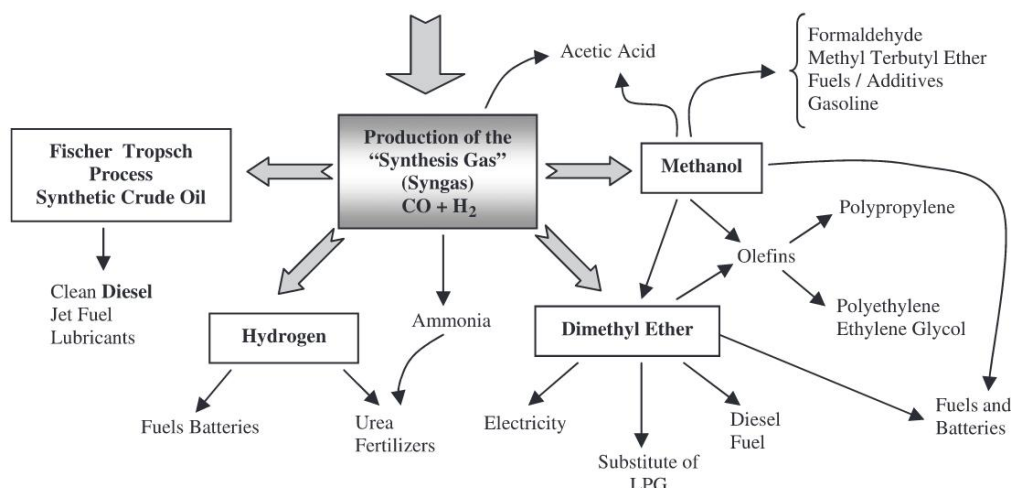 Acetic Acid
Formaldehyde
Methyl Terbutyl Ether
Fuels / Additives
Gasoline
Production of the
“Synthesis Gas”
(Syngas)
CO + H₂
Fischer Tropsch
Process
Synthetic Crude Oil
Methanol
Clean Diesel
Jet Fuel
Lubricants
Polypropylene
Olefins
Polyethylene
Ethylene Glycol
Hydrogen
Ammonia
Dimethyl Ether
Fuels Batteries
Urea
Fertilizers
Electricity
Substitute of
LPG
Diesel
Fuel
Fuels and
Batteries